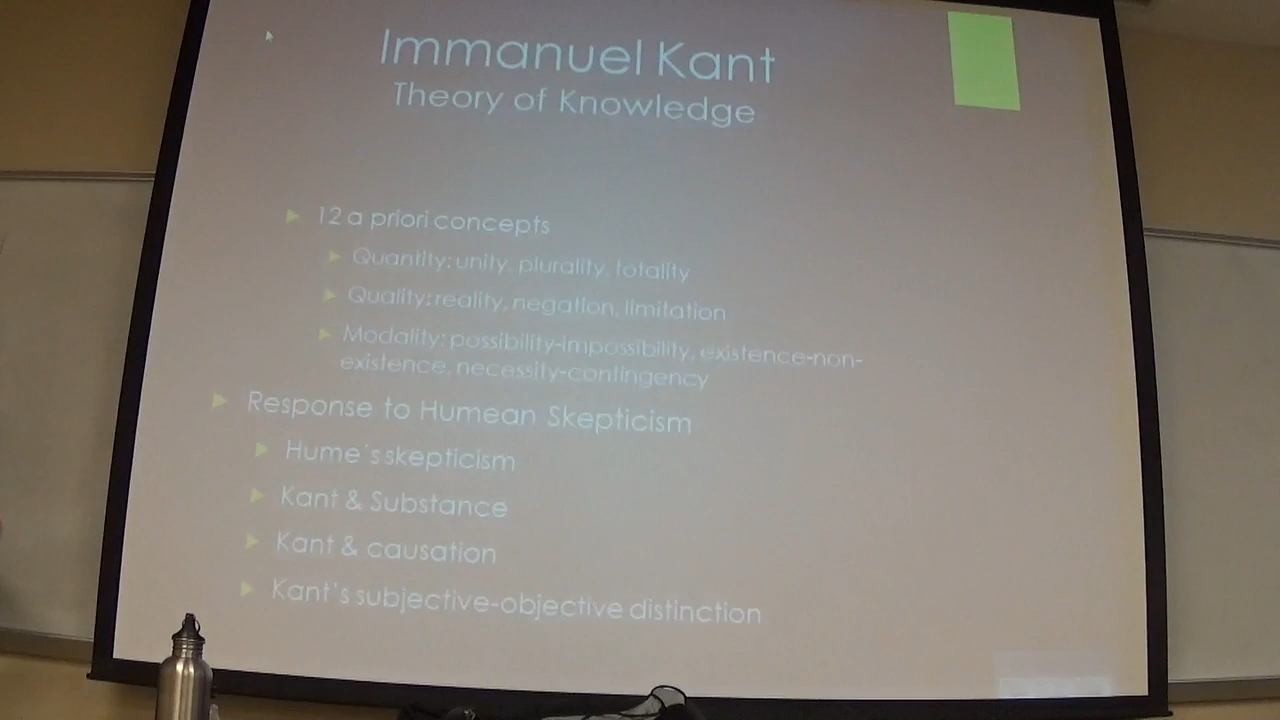 Immanuel Kant
Theory of Knowledge
12 a priori concepts
Quantity: unity, plurality, totality
Quality: reality, negation, limitation
Modality: possibility-impossibility, existence-non-
existence, necessity-contingency
Response to Humean Skepticism
Hume´s skepticism
Kant & Substance
Kant & causation
Kant's subjective-objective distinction